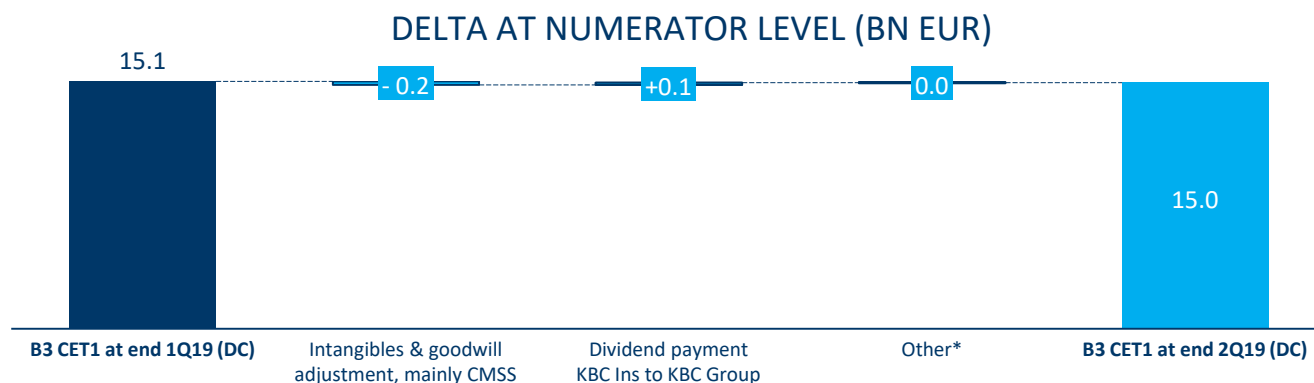 DELTA AT NUMERATOR LEVEL (BN EUR)
15.1
- 0.2
+0.1
0.0
15.0
B3 CET1 at end 1Q19 (DC)
Intangibles & goodwill
adjustment, mainly CMSS
Dividend payment
KBC Ins to KBC Group
Other*
B3 CET1 at end 2Q19 (DC)